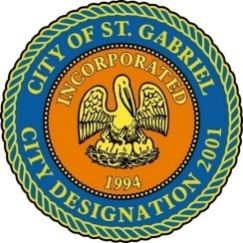 CITY OF ST. GABRIEL
INCORPORATED
1994
CITY DESIGNATION 2001